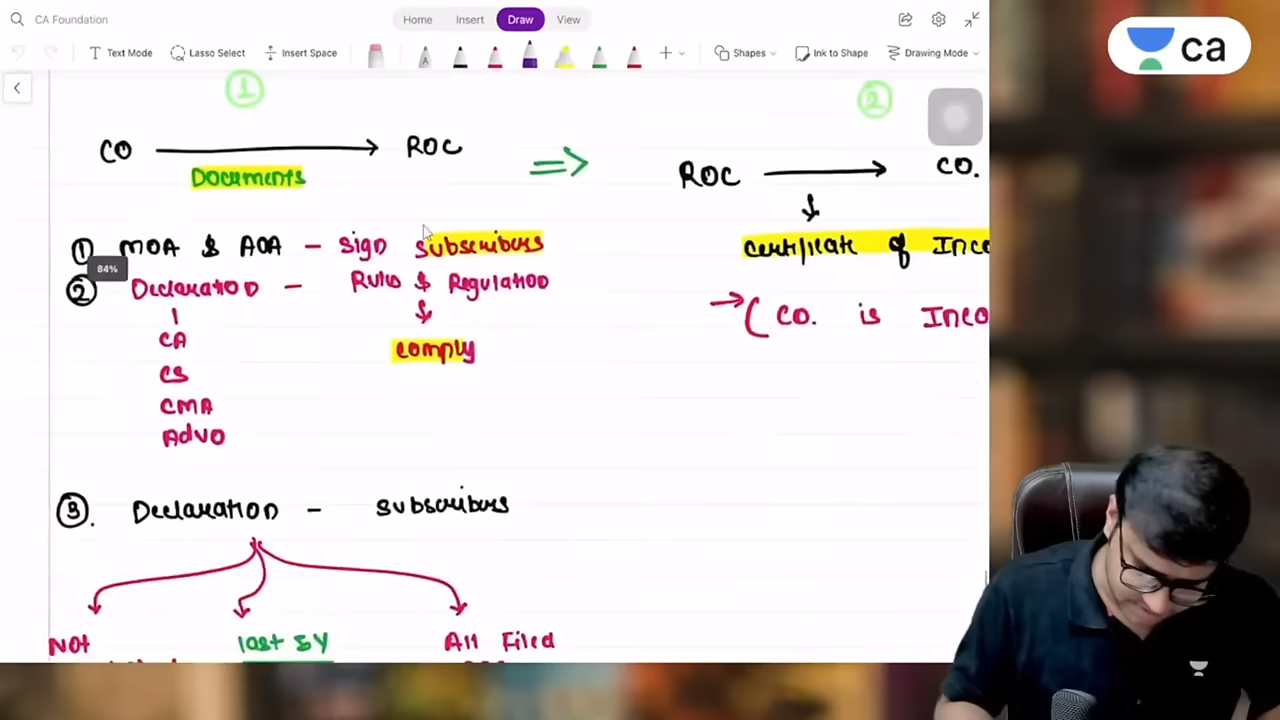 CA Foundation
Home Insert Draw View
Text Mode Lasso Select Insert Space Shapes Ink to Shape Drawing Mode
ca
1
2
CO → ROC
Documents
⇒
ROC → CO.
Certificate of Inco
→ ( CO. is Inco
① MOA & AOA - Sign Subscribers
84%
② Declaration - Rules & Regulation
comply
CA
CS
CMA
Advo
③. Declaration - Subscribers
Not
last 5Y
All Filed